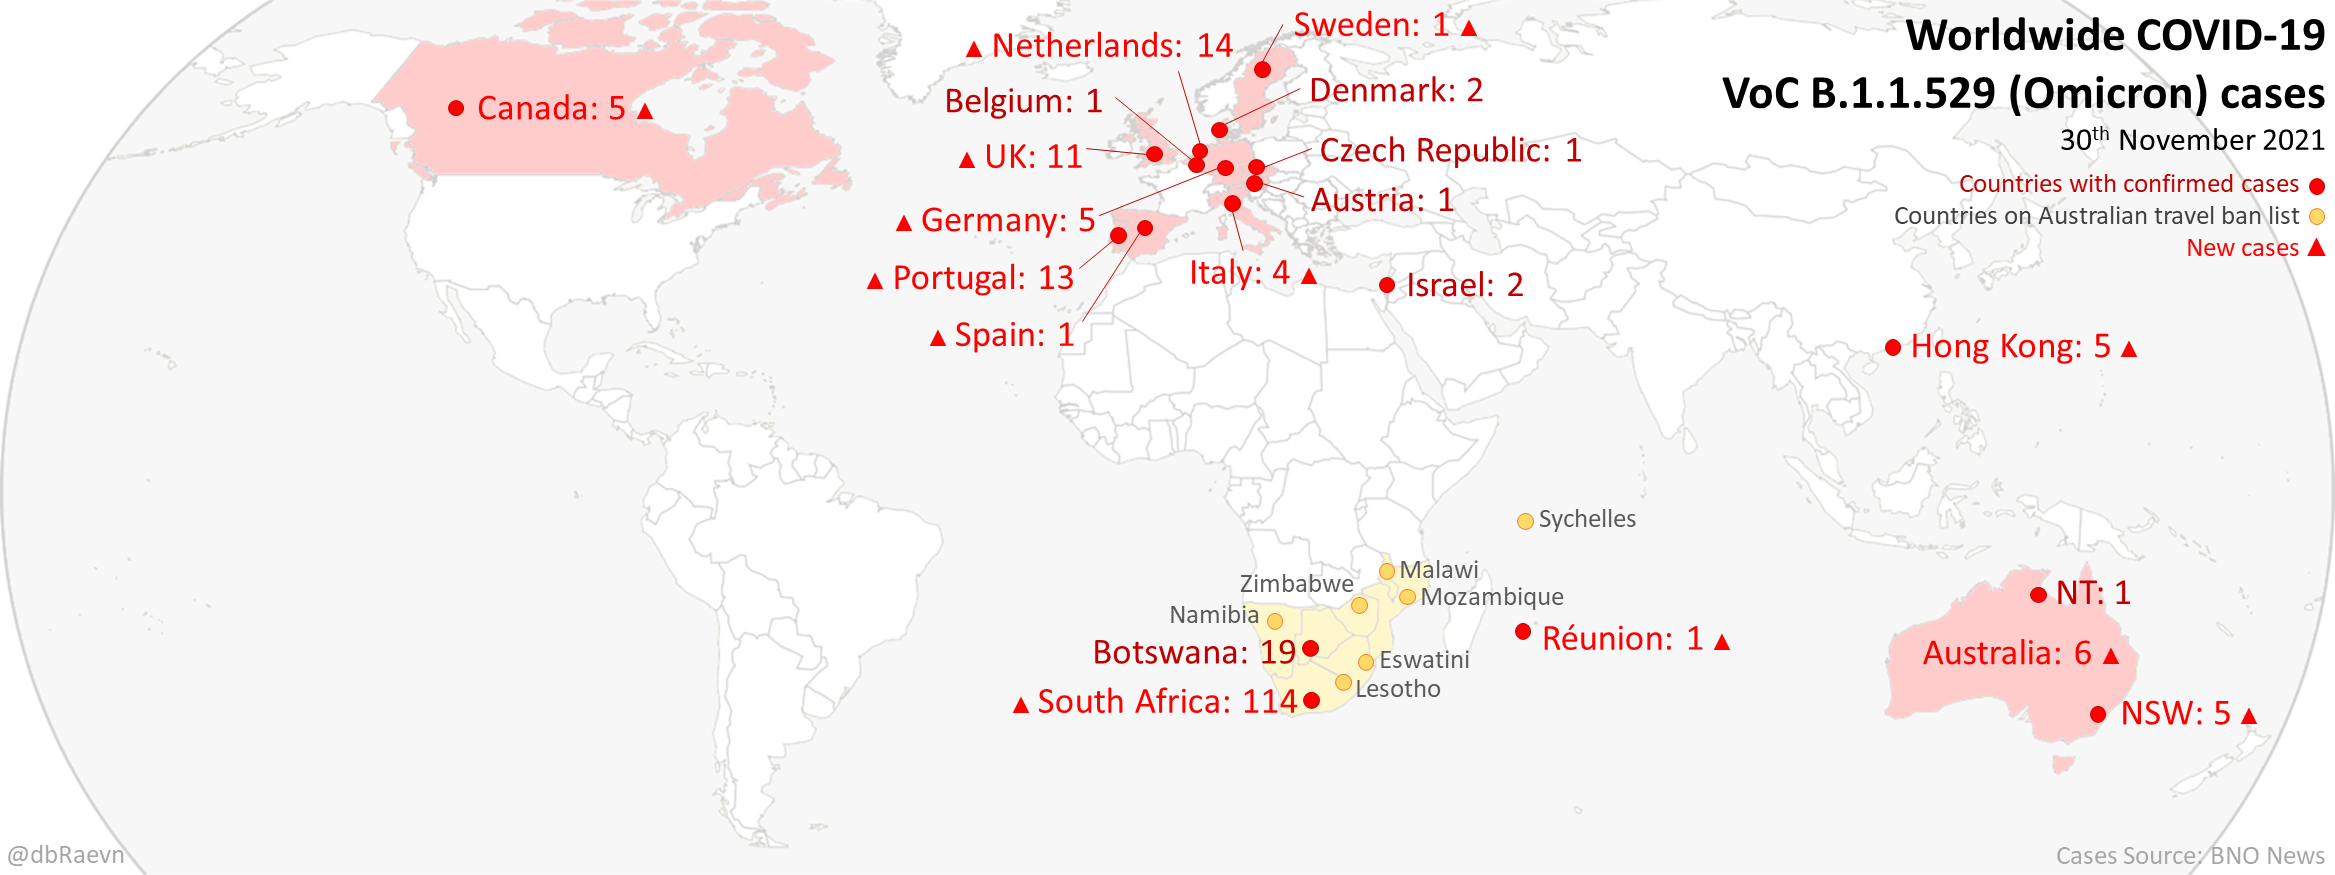 Worldwide COVID-19
VoC B.1.1.529 (Omicron) cases
30th November 2021
Countries with confirmed cases
Countries on Australian travel ban list
New cases ▲
Sweden: 1 ▲
▲ Netherlands: 14
Denmark: 2
Belgium: 1
Canada: 5 ▲
▲ UK: 11
Czech Republic: 1
Austria: 1
▲ Germany: 5
▲ Portugal: 13
Italy: 4 ▲
Israel: 2
▲ Spain: 1
Hong Kong: 5 ▲
Sychelles
Malawi
Zimbabwe
Mozambique
Namibia
NT: 1
Réunion: 1 ▲
Botswana: 19
Australia: 6 ▲
Eswatini
Lesotho
▲ South Africa: 114
NSW: 5 ▲
@dbRaevn
Cases Source: BNO News